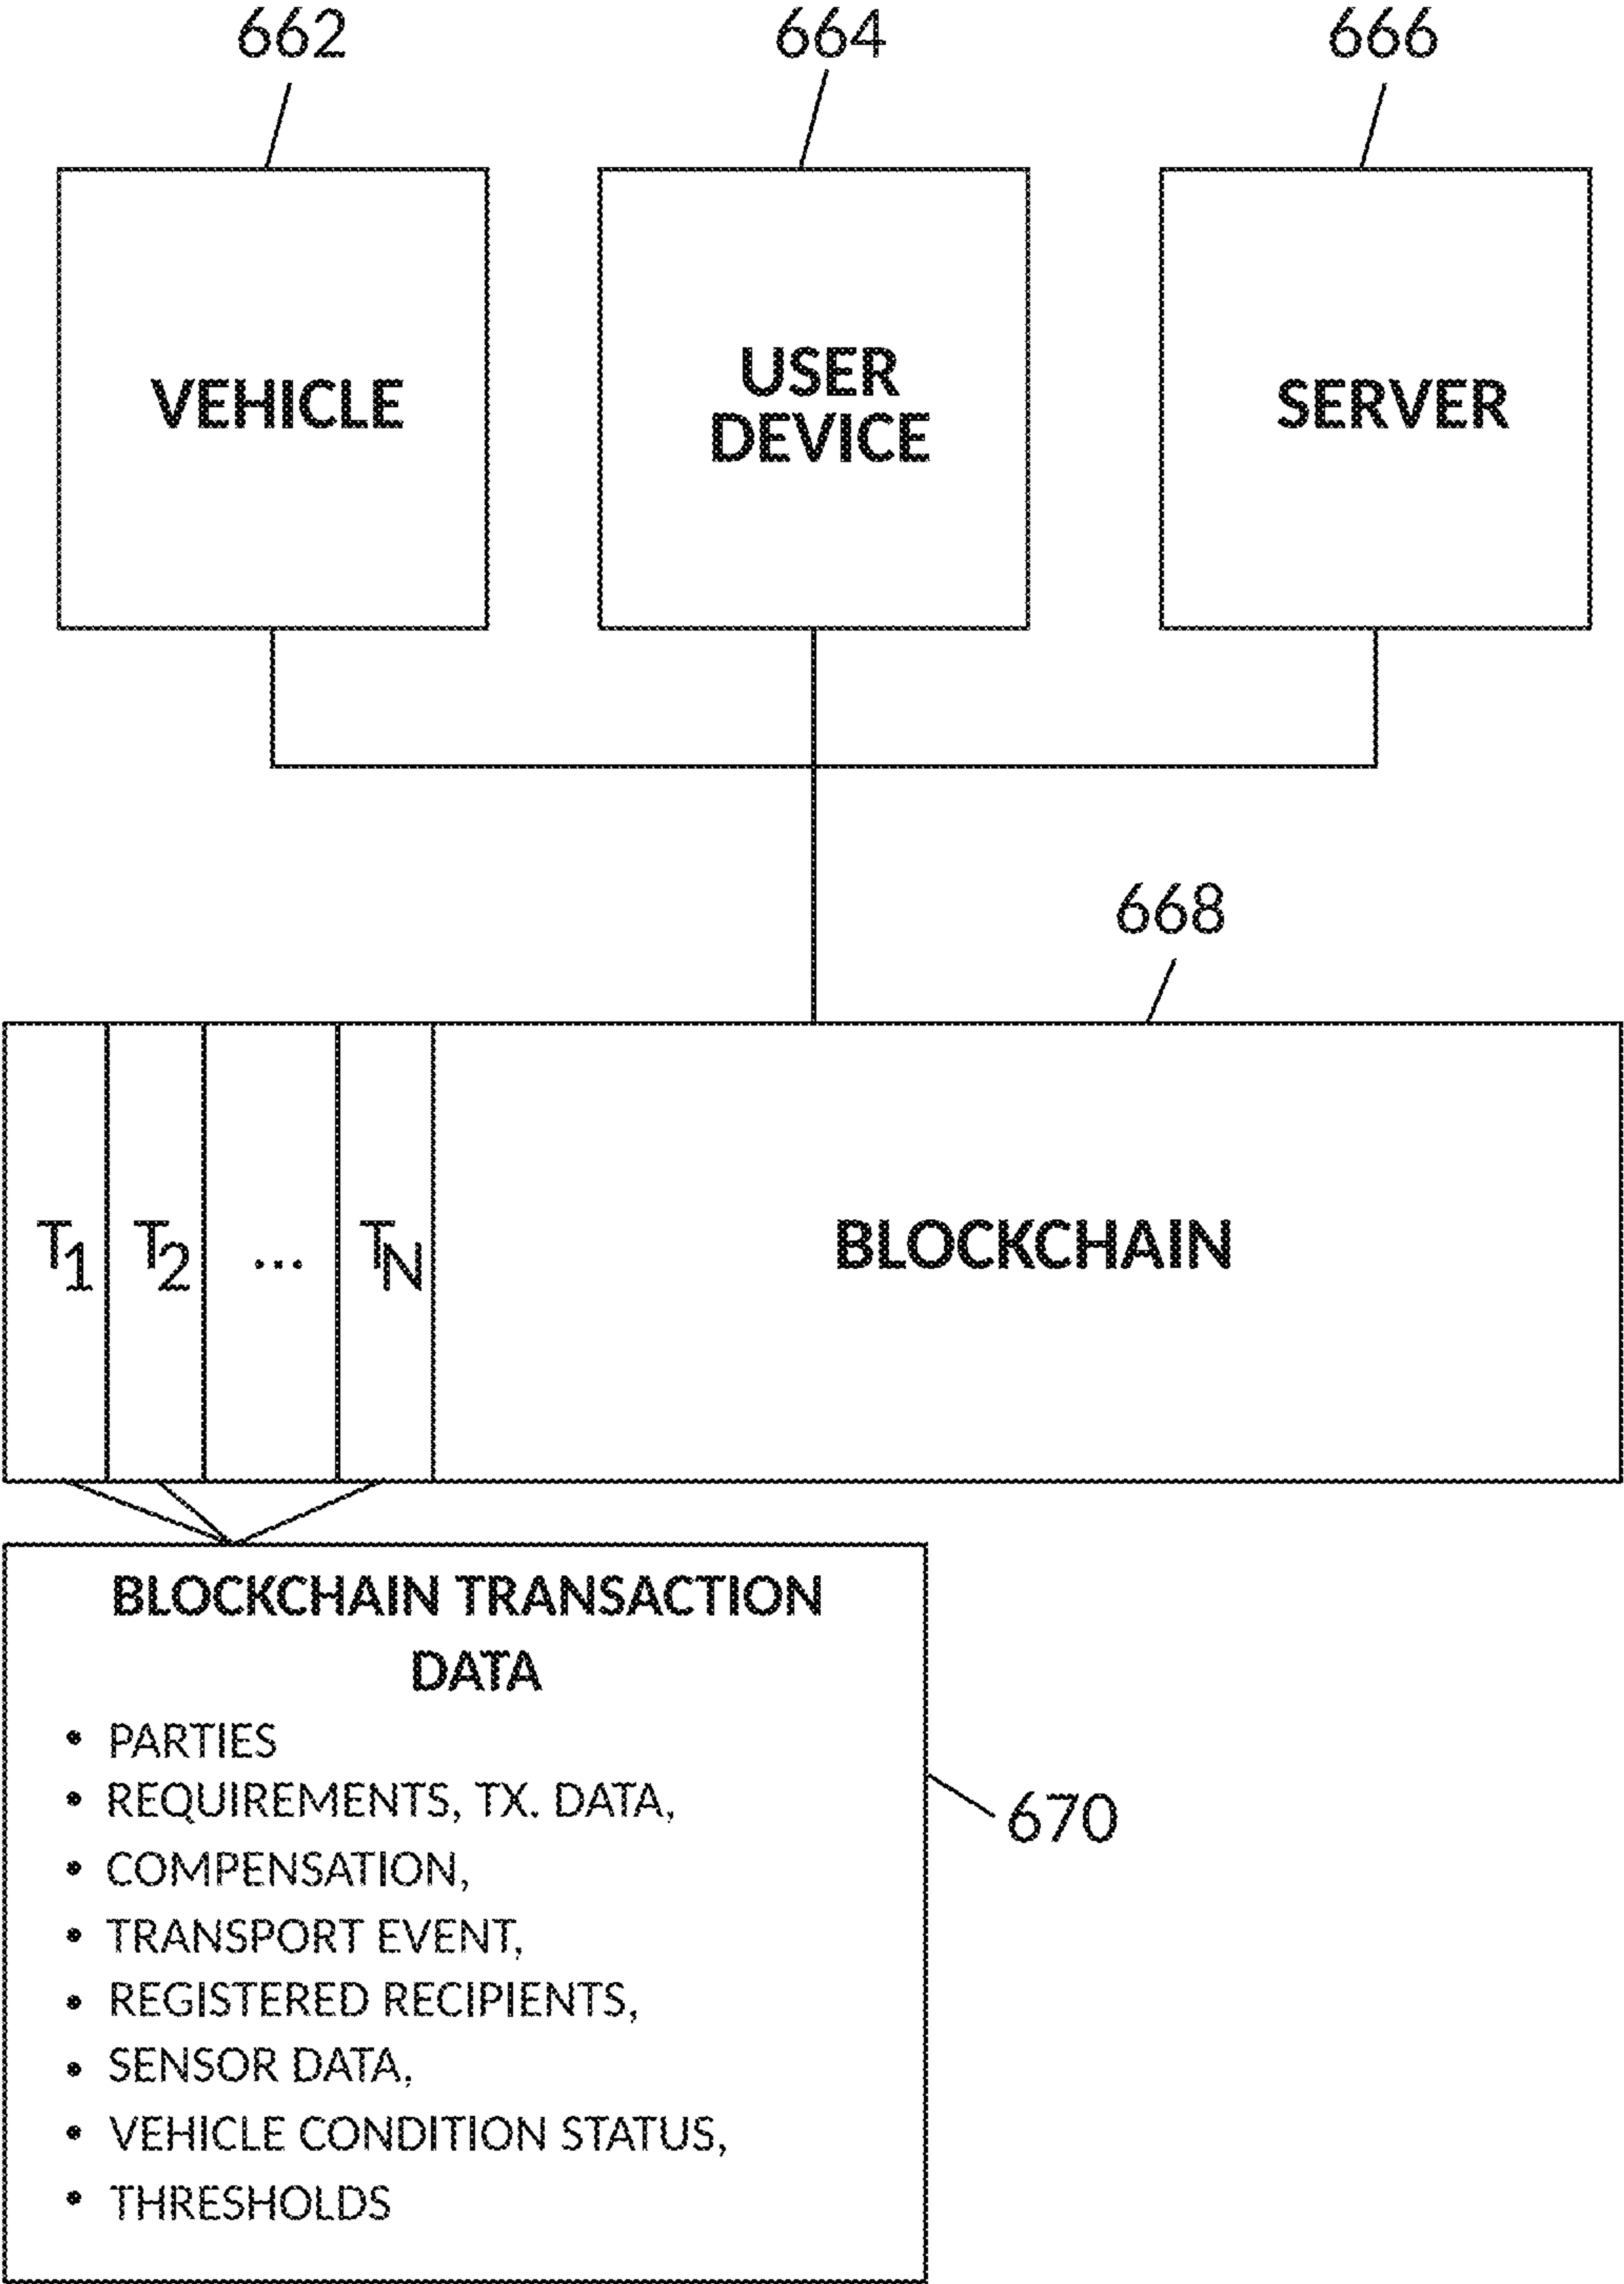 662 664 666
VEHICLE
USER
DEVICE
SERVER
668
T1 T2 ... TN BLOCKCHAIN
BLOCKCHAIN TRANSACTION
DATA
• PARTIES
• REQUIREMENTS, TX. DATA,
• COMPENSATION,
• TRANSPORT EVENT,
• REGISTERED RECIPIENTS,
• SENSOR DATA,
• VEHICLE CONDITION STATUS,
• THRESHOLDS
670